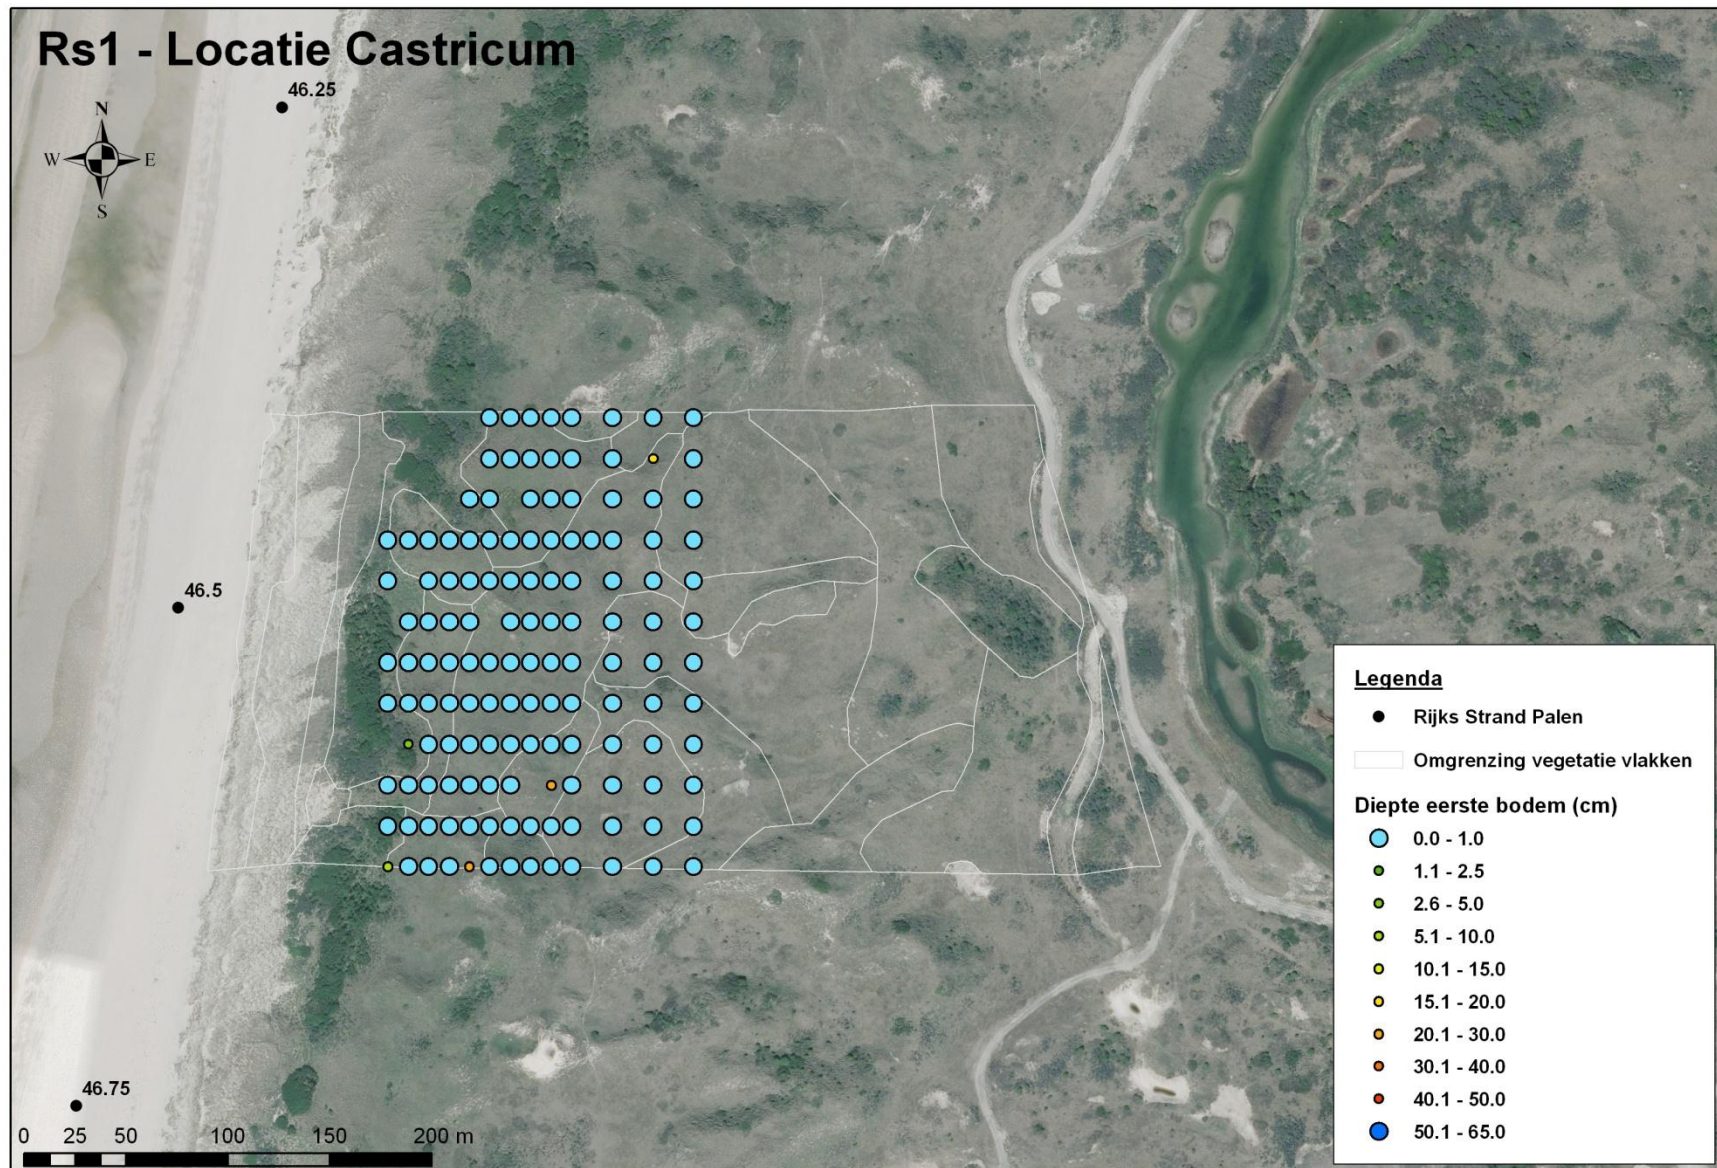 Rs1 - Locatie Castricum
46.25
N
W E
S
46.5
46.75
0 25 50 100 150 200 m
Legenda
Rijks Strand Palen
Omgrenzing vegetatie vlakken
Diepte eerste bodem (cm)
0.0 - 1.0
1.1 - 2.5
2.6 - 5.0
5.1 - 10.0
10.1 - 15.0
15.1 - 20.0
20.1 - 30.0
30.1 - 40.0
40.1 - 50.0
50.1 - 65.0